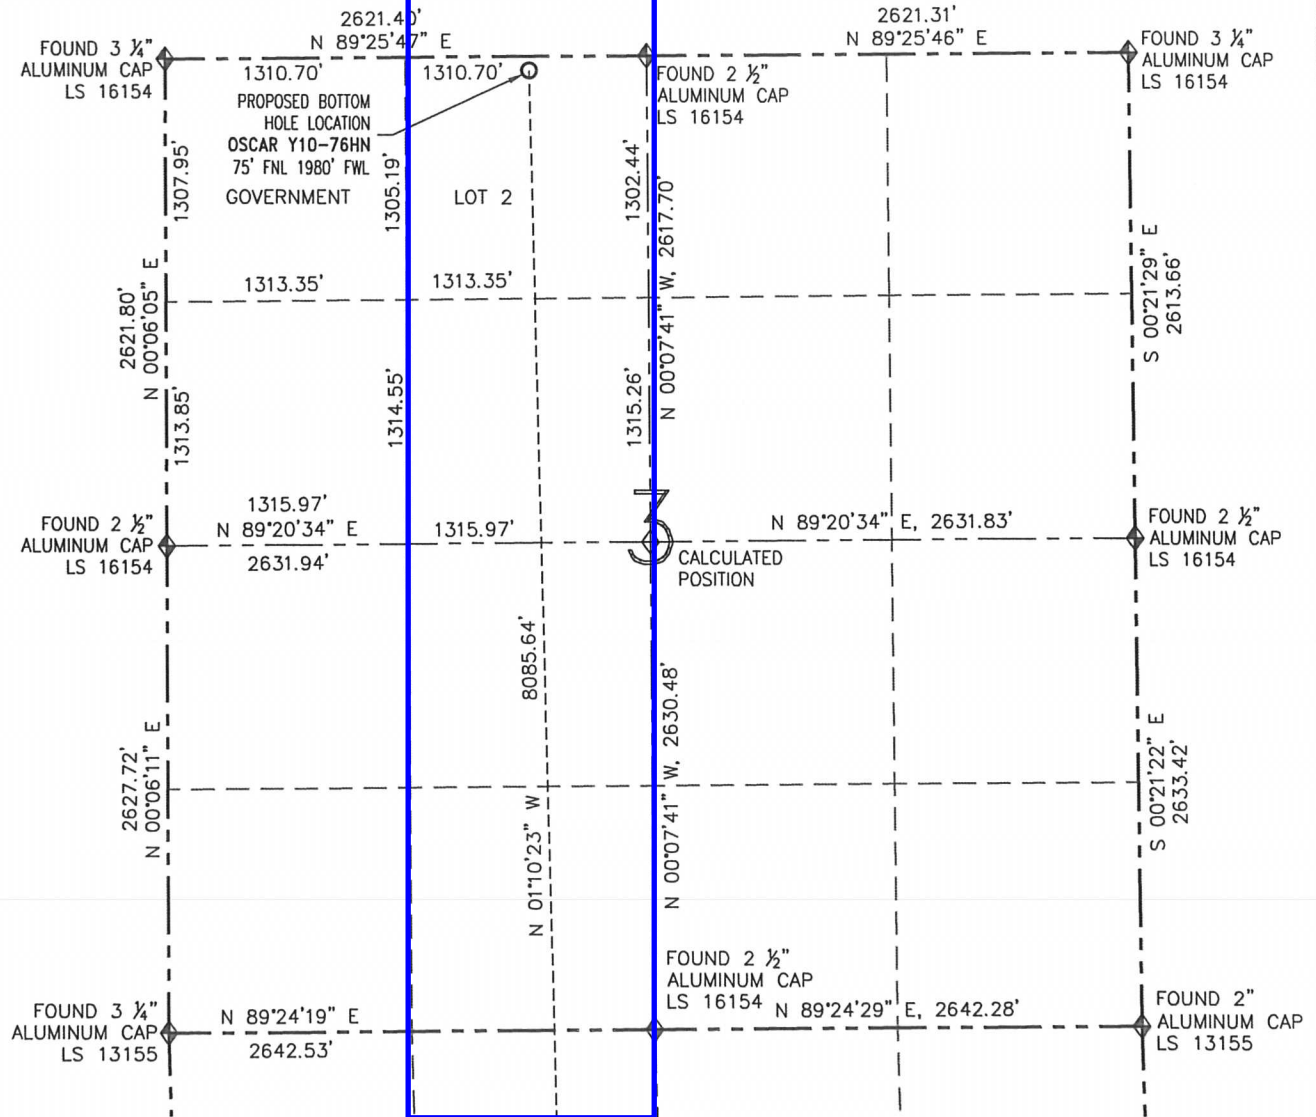 2621.40'
N 89°25'47" E
2621.31'
N 89°25'46" E
FOUND 3 ¼"
ALUMINUM CAP
LS 16154
1310.70'
1310.70'
FOUND 2 ½"
ALUMINUM CAP
LS 16154
FOUND 3 ¼"
ALUMINUM CAP
LS 16154
PROPOSED BOTTOM
HOLE LOCATION
OSCAR Y10-76HN
75' FNL 1980' FWL
GOVERNMENT
LOT 2
1307.95'
1305.19'
1302.44'
N 00°07'41" W, 2617.70'
2621.80'
N 00°06'05" E
S 00°21'29" E
2613.66'
1313.35'
1313.35'
1313.85'
1314.55'
1315.26'
3
FOUND 2 ½"
ALUMINUM CAP
LS 16154
1315.97'
N 89°20'34" E
2631.94'
1315.97'
N 89°20'34" E, 2631.83'
CALCULATED
POSITION
FOUND 2 ½"
ALUMINUM CAP
LS 16154
8085.64'
N 01°10'23" W
N 00°07'41" W, 2630.48'
2627.72'
N 00°06'11" E
S 00°21'22" E
2633.42'
FOUND 2 ½"
ALUMINUM CAP
LS 16154
FOUND 3 ¼"
ALUMINUM CAP
LS 13155
N 89°24'19" E
2642.53'
N 89°24'29" E, 2642.28'
FOUND 2"
ALUMINUM CAP
LS 13155